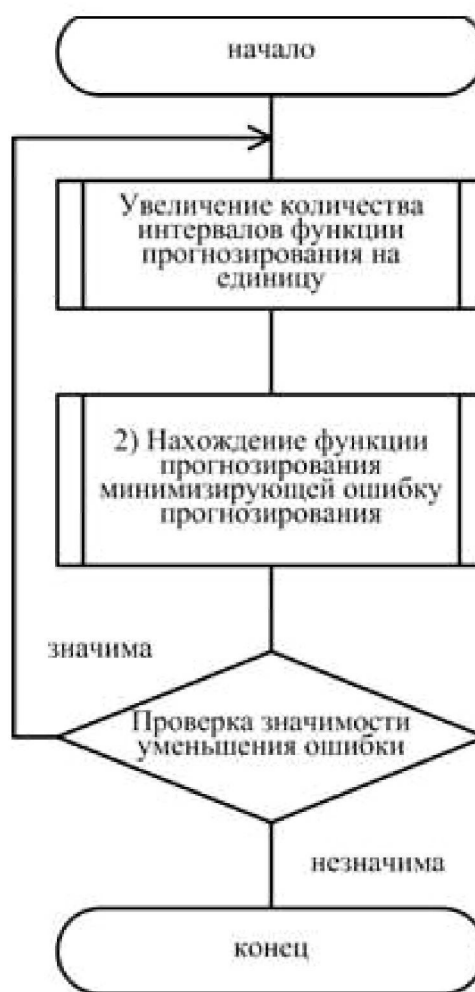 начало
Увеличение количества
интервалов функции
прогнозирования на
единицу
2) Нахождение функции
прогнозирования
минимизирующей ошибку
прогнозирования
значима
Проверка значимости
уменьшения ошибки
незначима
конец